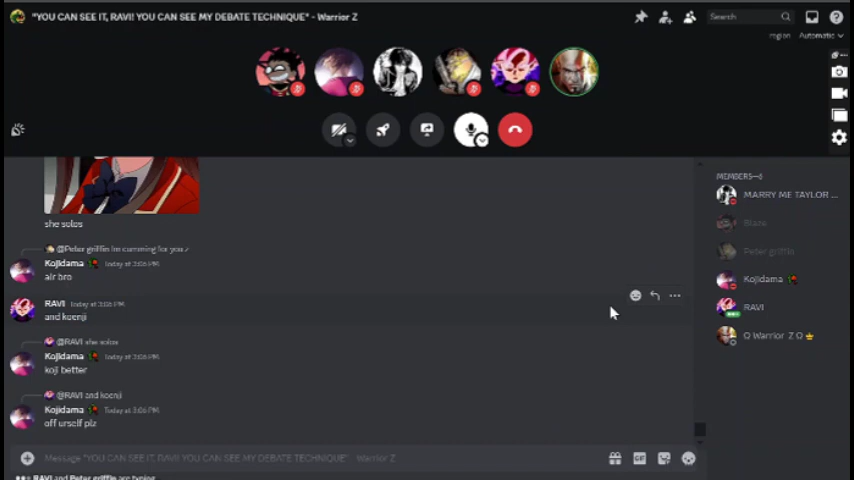 "YOU CAN SEE IT, RAVI! YOU CAN SEE MY DEBATE TECHNIQUE" - Warrior Z
Search
region Automatic
MEMBERS—6
MARRY ME TAYLOR ...
Blaze
Peter griffin
Kojidama
RAVI
Ω Warrior Z Ω
she solos
@Peter griffin Im cumming for you
Kojidama Today at 3:06 PM
alr bro
RAVI Today at 3:06 PM
and koenji
@RAVI she solos
Kojidama Today at 3:06 PM
koji better
@RAVI and koenji
Kojidama Today at 3:06 PM
off urself plz
Message "YOU CAN SEE IT, RAVI! YOU CAN SEE MY DEBATE TECHNIQUE" - Warrior Z
GIF
RAVI and Peter griffin are typing